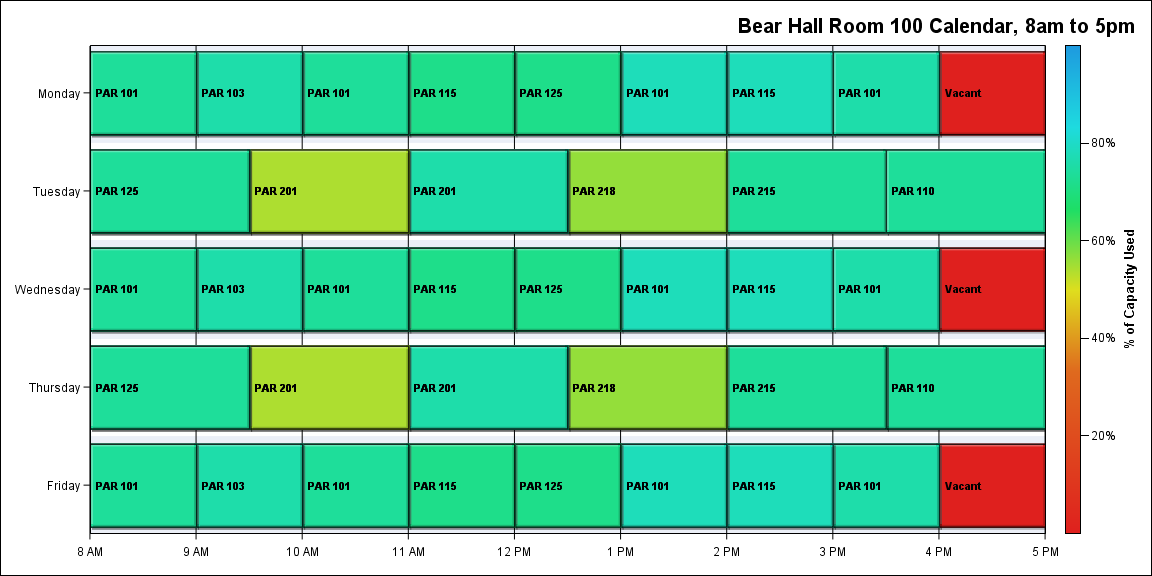 Bear Hall Room 100 Calendar, 8am to 5pm
Monday
PAR 101
PAR 103
PAR 101
PAR 115
PAR 125
PAR 101
PAR 115
PAR 101
Vacant
Tuesday
PAR 125
PAR 201
PAR 201
PAR 218
PAR 215
PAR 110
Wednesday
PAR 101
PAR 103
PAR 101
PAR 115
PAR 125
PAR 101
PAR 115
PAR 101
Vacant
Thursday
PAR 125
PAR 201
PAR 201
PAR 218
PAR 215
PAR 110
Friday
PAR 101
PAR 103
PAR 101
PAR 115
PAR 125
PAR 101
PAR 115
PAR 101
Vacant
8 AM
9 AM
10 AM
11 AM
12 PM
1 PM
2 PM
3 PM
4 PM
5 PM
80%
60%
40%
20%
% of Capacity Used